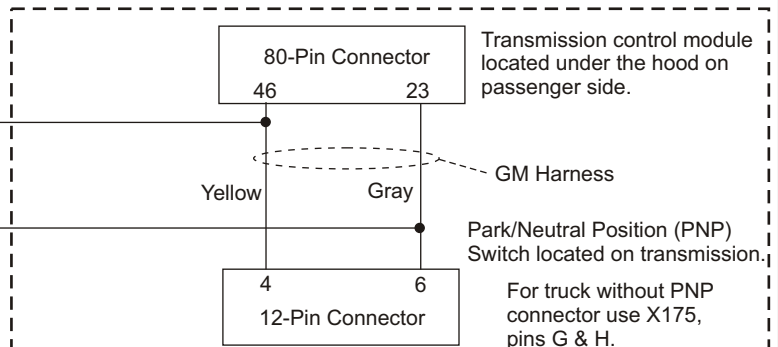 80-Pin Connector
46 23
Transmission control module
located under the hood on
passenger side.
GM Harness
Yellow Gray
Park/Neutral Position (PNP)
Switch located on transmission.
4 6
12-Pin Connector
For truck without PNP
connector use X175,
pins G & H.